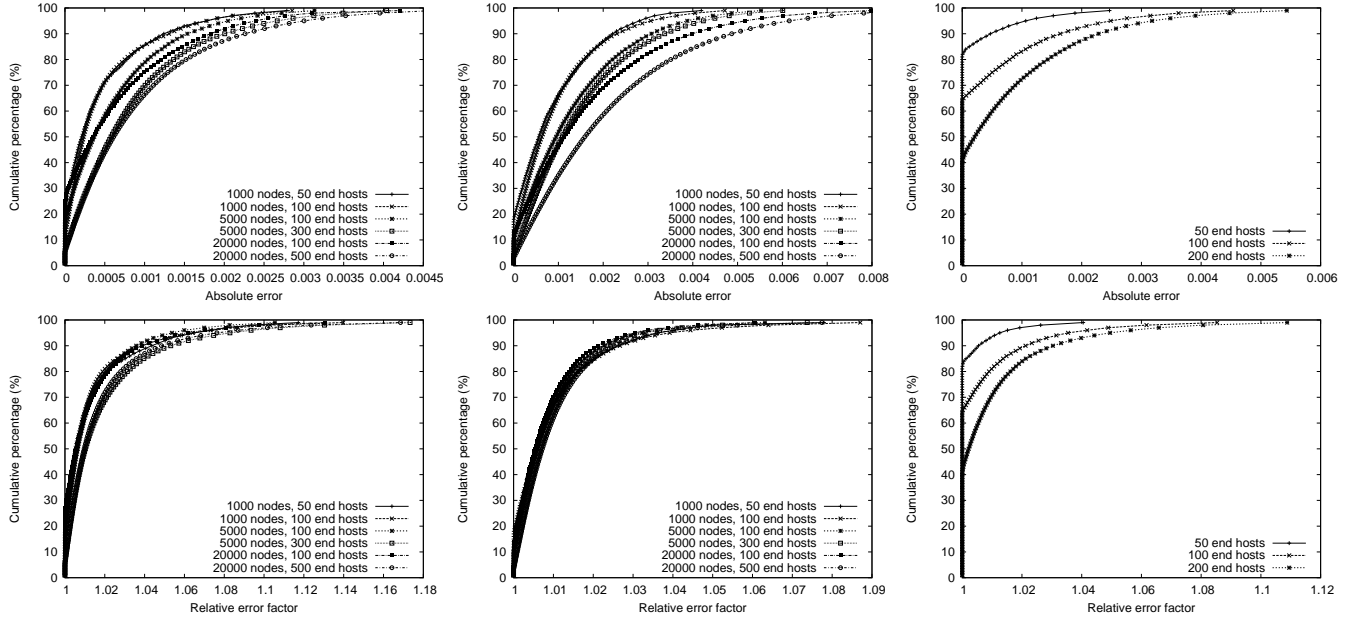 Cumulative percentage (%)
100
90
80
70
60
50
40
30
20
10
0
1000 nodes, 50 end hosts
1000 nodes, 100 end hosts
5000 nodes, 100 end hosts
5000 nodes, 300 end hosts
20000 nodes, 100 end hosts
20000 nodes, 500 end hosts
0 0.0005 0.001 0.0015 0.002 0.0025 0.003 0.0035 0.004 0.0045
Absolute error
Cumulative percentage (%)
100
90
80
70
60
50
40
30
20
10
0
1000 nodes, 50 end hosts
1000 nodes, 100 end hosts
5000 nodes, 100 end hosts
5000 nodes, 300 end hosts
20000 nodes, 100 end hosts
20000 nodes, 500 end hosts
0 0.001 0.002 0.003 0.004 0.005 0.006 0.007 0.008
Absolute error
Cumulative percentage (%)
100
90
80
70
60
50
40
30
20
10
0
50 end hosts
100 end hosts
200 end hosts
0 0.001 0.002 0.003 0.004 0.005 0.006
Absolute error
Cumulative percentage (%)
100
90
80
70
60
50
40
30
20
10
0
1000 nodes, 50 end hosts
1000 nodes, 100 end hosts
5000 nodes, 100 end hosts
5000 nodes, 300 end hosts
20000 nodes, 100 end hosts
20000 nodes, 500 end hosts
1 1.02 1.04 1.06 1.08 1.1 1.12 1.14 1.16 1.18
Relative error factor
Cumulative percentage (%)
100
90
80
70
60
50
40
30
20
10
0
1000 nodes, 50 end hosts
1000 nodes, 100 end hosts
5000 nodes, 100 end hosts
5000 nodes, 300 end hosts
20000 nodes, 100 end hosts
20000 nodes, 500 end hosts
1 1.01 1.02 1.03 1.04 1.05 1.06 1.07 1.08 1.09
Relative error factor
Cumulative percentage (%)
100
90
80
70
60
50
40
30
20
10
0
50 end hosts
100 end hosts
200 end hosts
1 1.02 1.04 1.06 1.08 1.1 1.12
Relative error factor